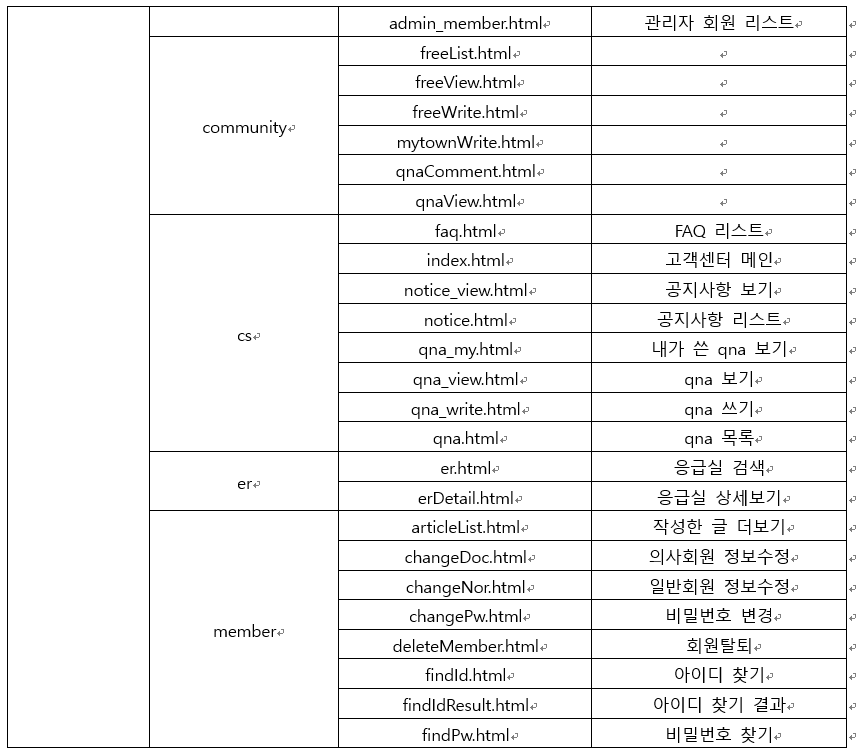 admin_member.html 관리자 회원 리스트
community
freeList.html
freeView.html
freeWrite.html
mytownWrite.html
qnaComment.html
qnaView.html
cs
faq.html FAQ 리스트
index.html 고객센터 메인
notice_view.html 공지사항 보기
notice.html 공지사항 리스트
qna_my.html 내가 쓴 qna 보기
qna_view.html qna 보기
qna_write.html qna 쓰기
qna.html qna 목록
er
er.html 응급실 검색
erDetail.html 응급실 상세보기
member
articleList.html 작성한 글 더보기
changeDoc.html 의사회원 정보수정
changeNor.html 일반회원 정보수정
changePw.html 비밀번호 변경
deleteMember.html 회원탈퇴
findId.html 아이디 찾기
findIdResult.html 아이디 찾기 결과
findPw.html 비밀번호 찾기